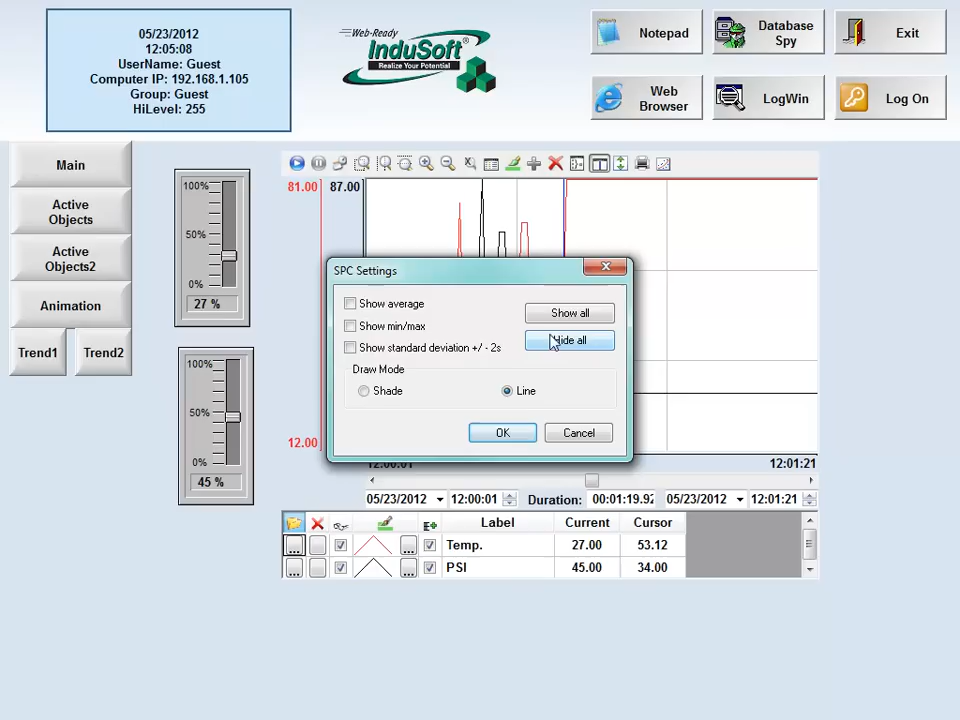 05/23/2012
12:05:08
UserName: Guest
Computer IP: 192.168.1.105
Group: Guest
HiLevel: 255
Web-Ready
InduSoft
Realize Your Potential
Notepad
Database
Spy
Exit
Web
Browser
LogWin
Log On
Main
Active
Objects
Active
Objects2
Animation
Trend1
Trend2
100%
50%
0%
27 %
100%
50%
0%
45 %
81.00
87.00
12.00
SPC Settings
Show average
Show min/max
Show standard deviation +/- 2s
Show all
Hide all
Draw Mode
Shade
Line
OK
Cancel
12:00:01
12:01:21
05/23/2012 12:00:01 Duration: 00:01:19.92 05/23/2012 12:01:21
Label Current Cursor
... ... Temp. 27.00 53.12
... ... PSI 45.00 34.00